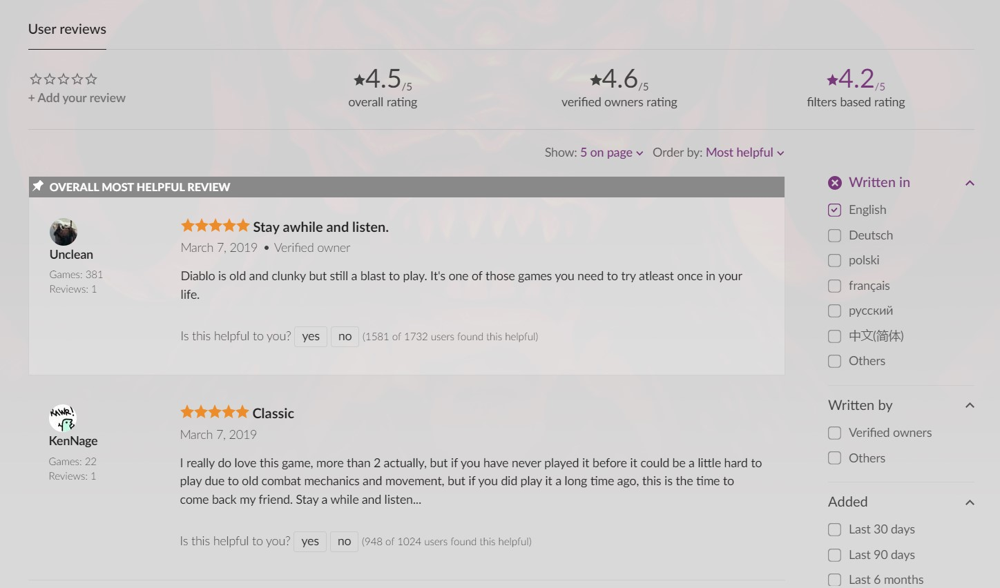 User reviews
+ Add your review
4.5/5
overall rating
4.6/5
verified owners rating
4.2/5
filters based rating
Show: 5 on page Order by: Most helpful
OVERALL MOST HELPFUL REVIEW
Unclean
Games: 381
Reviews: 1
Stay awhile and listen.
March 7, 2019 • Verified owner
Diablo is old and clunky but still a blast to play. It's one of those games you need to try atleast once in your
life.
Is this helpful to you? yes no (1581 of 1732 users found this helpful)
KenNage
Games: 22
Reviews: 1
Classic
March 7, 2019
I really do love this game, more than 2 actually, but if you have never played it before it could be a little hard to
play due to old combat mechanics and movement, but if you did play it a long time ago, this is the time to
come back my friend. Stay a while and listen...
Is this helpful to you? yes no (948 of 1024 users found this helpful)
Written in
English
Deutsch
polski
français
русский
中文(简体)
Others
Written by
Verified owners
Others
Added
Last 30 days
Last 90 days
Last 6 months